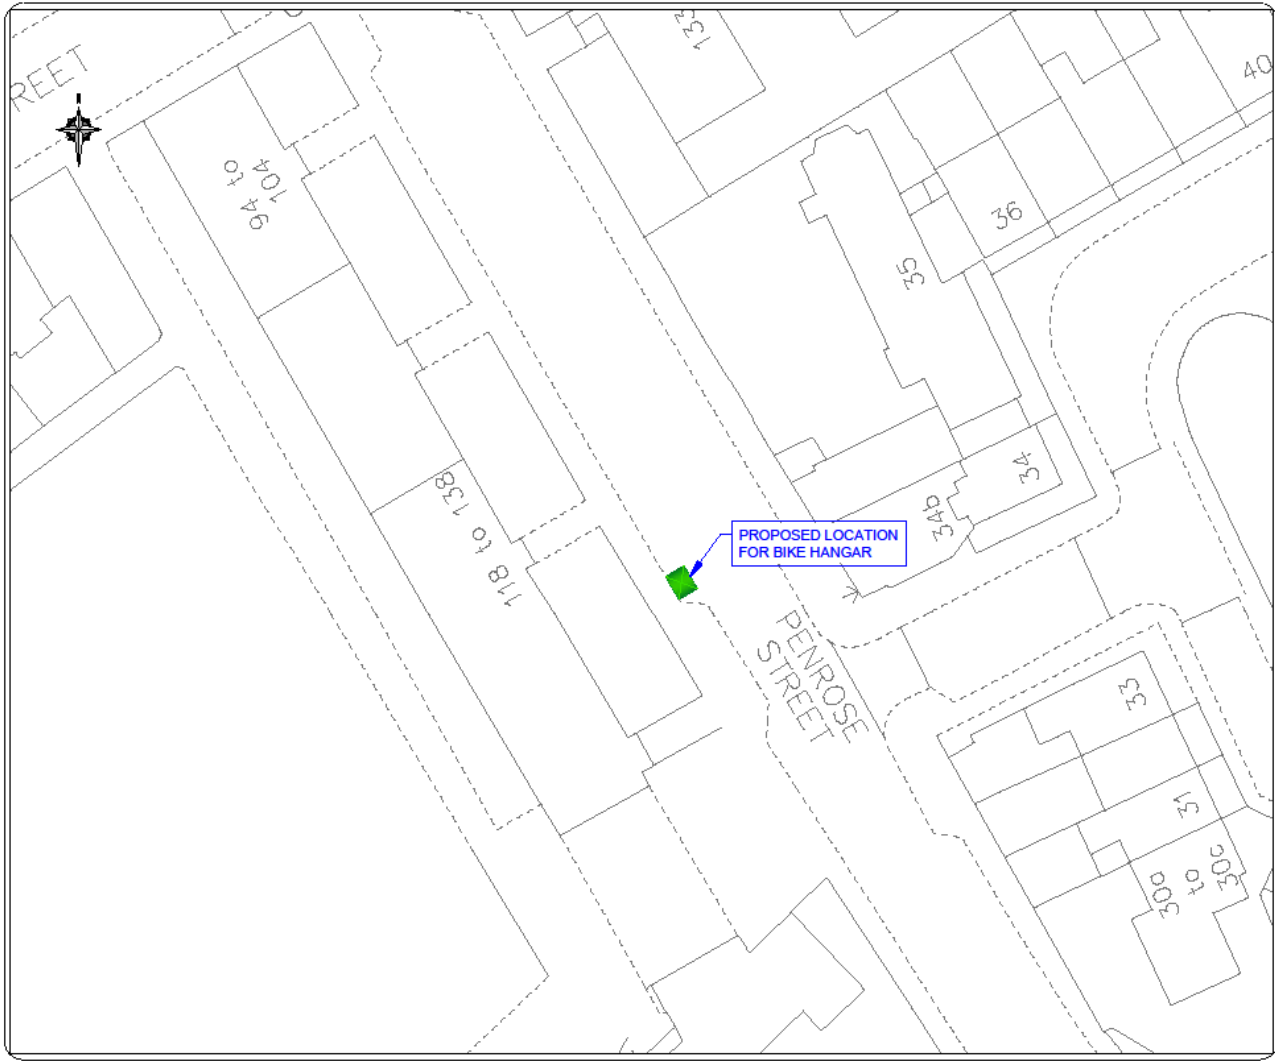 REET
133
40
94 to
104
36
35
118 to 138
34
34b
PROPOSED LOCATION
FOR BIKE HANGAR
PENROSE
STREET
33
31
30a
to
30c